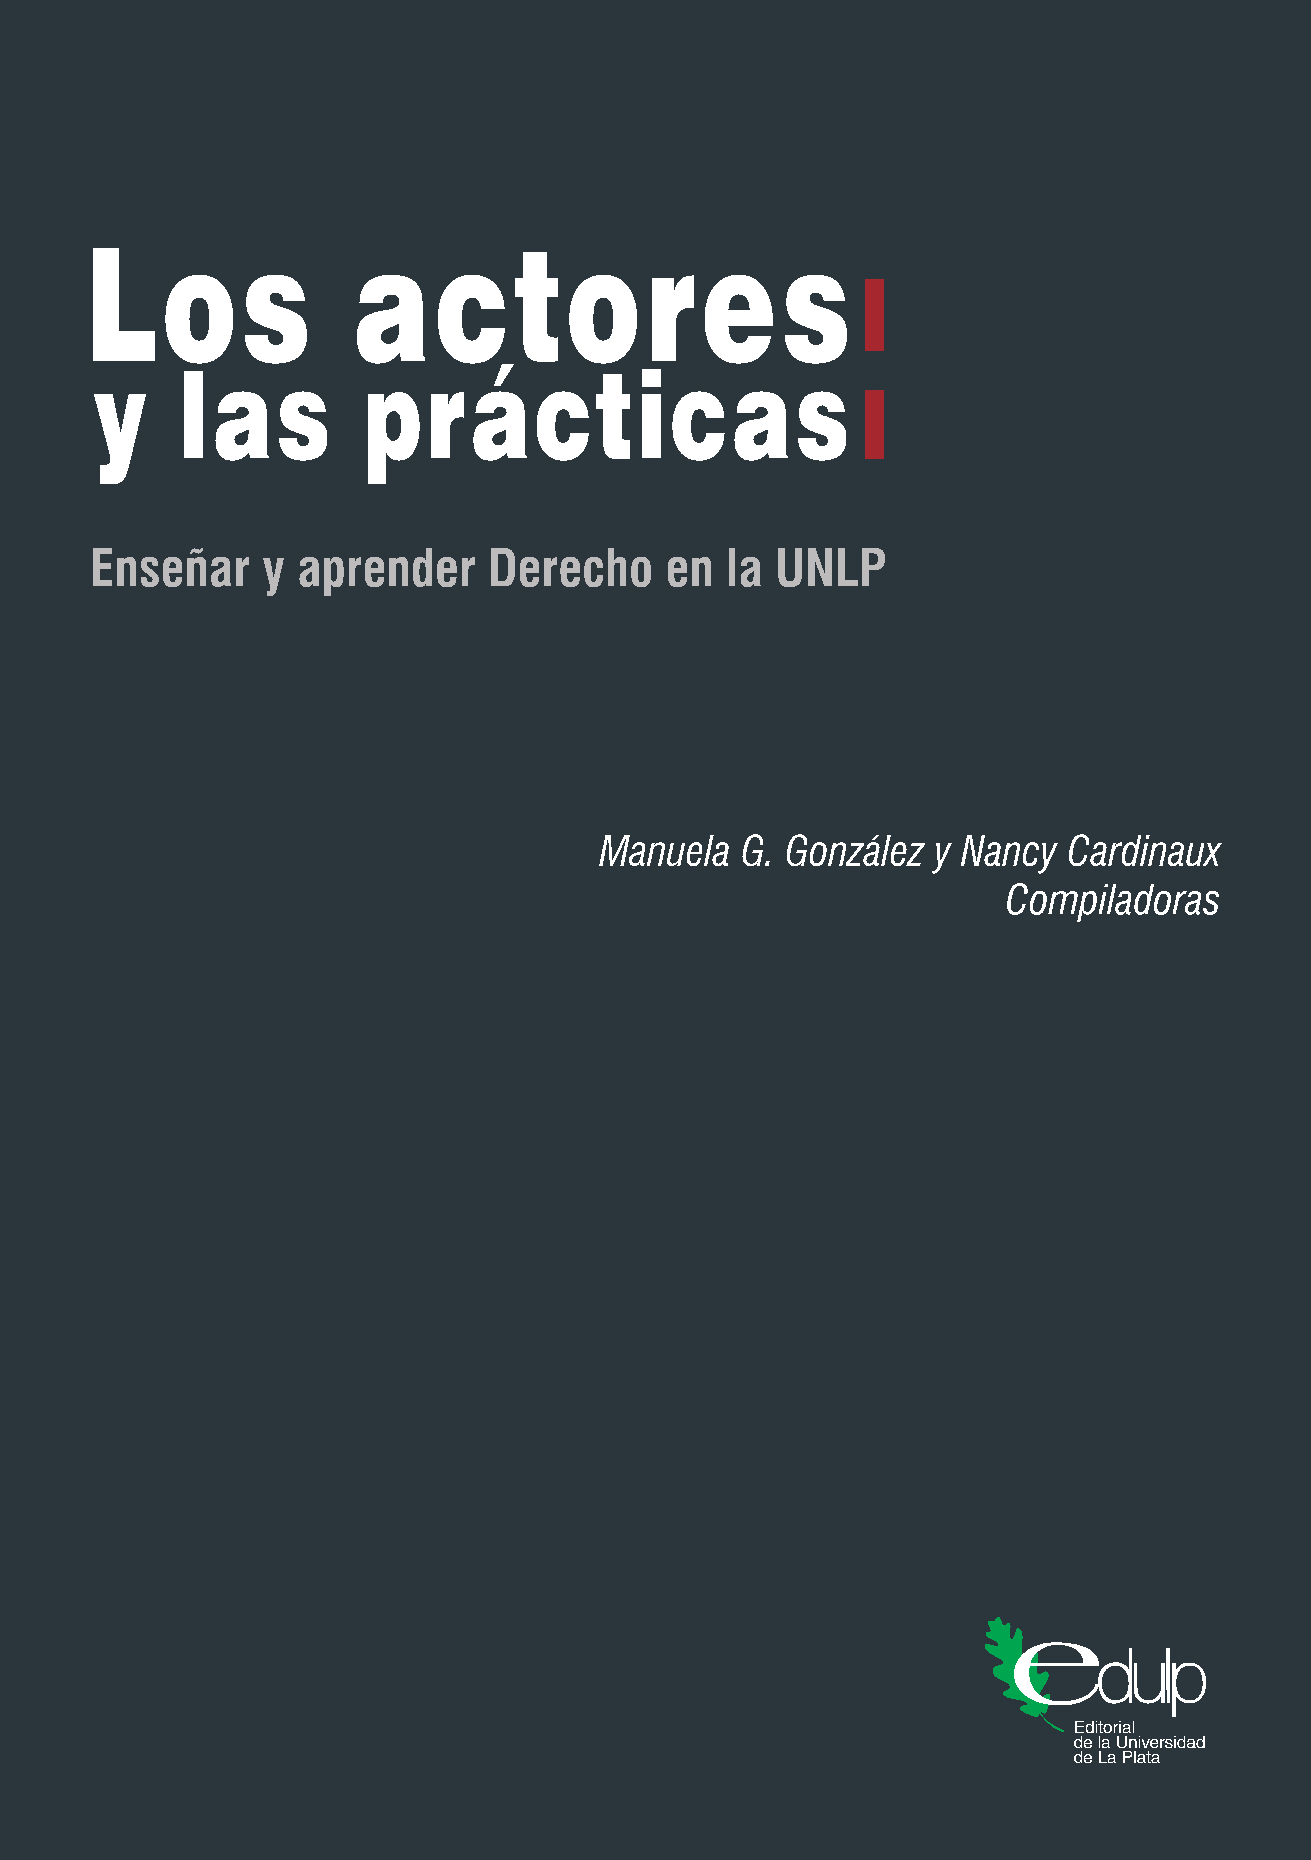 Los actores
y las prácticas
Enseñar y aprender Derecho en la UNLP
Manuela G. González y Nancy Cardinaux
Compiladoras
edulp
Editorial
de la Universidad
de La Plata